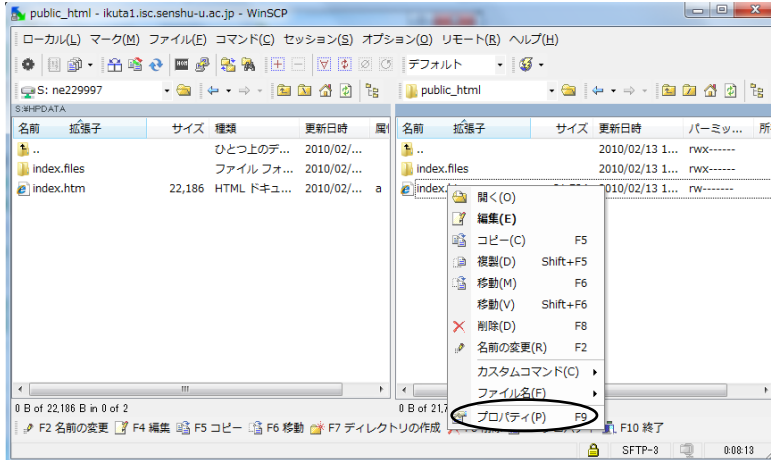 public_html - ikuta1.isc.senshu-u.ac.jp - WinSCP
ローカル(L) マーク(M) ファイル(F) コマンド(C) セッション(S) オプション(O) リモート(R) ヘルプ(H)
デフォルト
S: ne229997
public_html
S:¥HPDATA
名前 拡張子 サイズ 種類 更新日時 属
名前 拡張子 サイズ 更新日時 パーミッ... 所
.. ひとつ上のデ... 2010/02/...
.. 2010/02/13 1... rwx------
index.files ファイル フォ... 2010/02/...
index.files 2010/02/13 1... rwx------
index.htm 22,186 HTML ドキュ... 2010/02/... a
index. 2010/02/13 1... rw-------
開く(O)
編集(E)
コピー(C) F5
複製(D) Shift+F5
移動(M) F6
移動(V) Shift+F6
削除(D) F8
名前の変更(R) F2
カスタムコマンド(C)
ファイル名(F)
プロパティ(P) F9
0 B of 22,186 B in 0 of 2
0 B of 21,7
F2 名前の変更 F4 編集 F5 コピー F6 移動 F7 ディレクトリの作成 F10 終了
SFTP-3 0:08:13